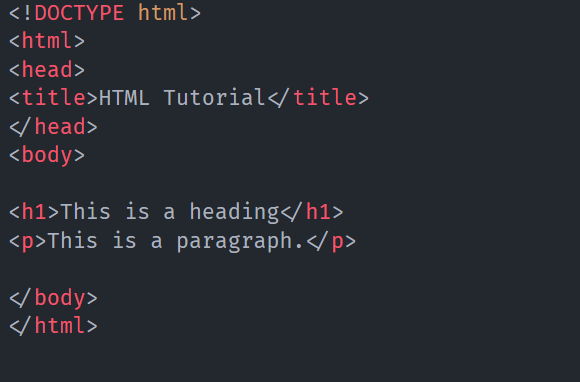 <!DOCTYPE html>
<html>
<head>
<title>HTML Tutorial</title>
</head>
<body>
<h1>This is a heading</h1>
<p>This is a paragraph.</p>
</body>
</html>